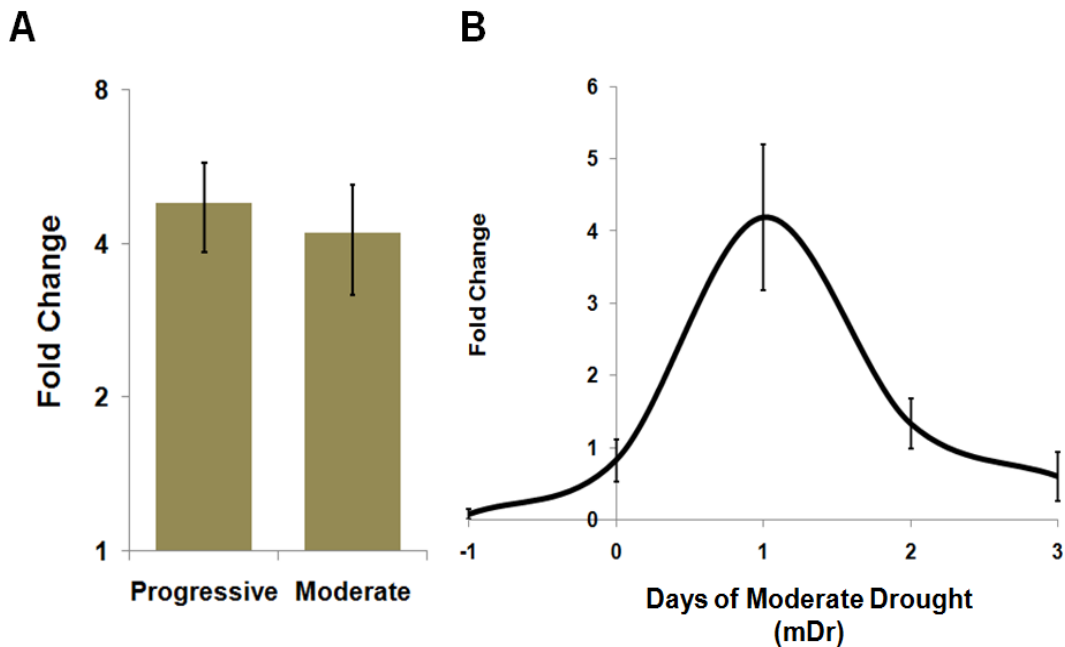 A
B
Fold Change
8
4
2
1
Progressive Moderate
Fold Change
6
5
4
3
2
1
0
-1 0 1 2 3
Days of Moderate Drought
(mDr)